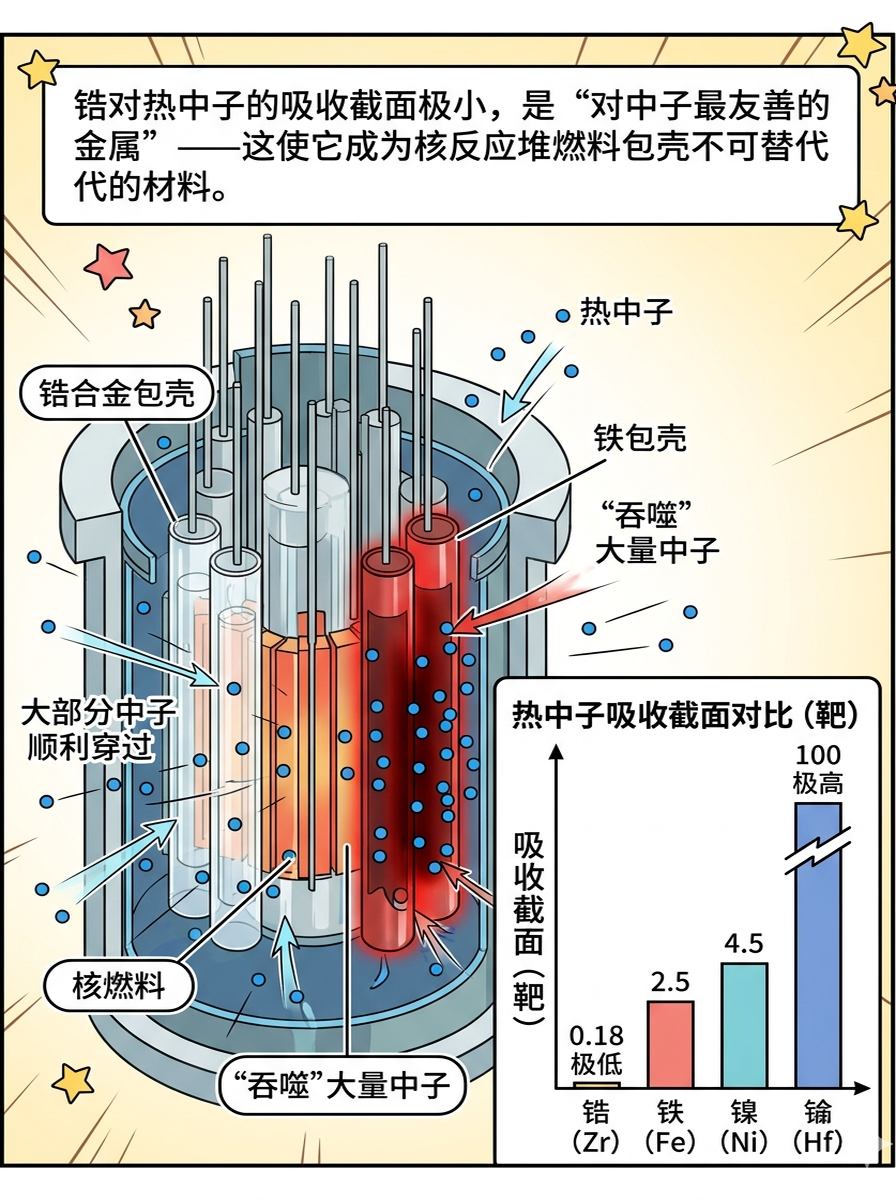 锆对热中子的吸收截面极小，是“对中子最友善的
金属”——这使它成为核反应堆燃料包壳不可替代
代的材料。
热中子
锆合金包壳
铁包壳
“吞噬”
大量中子
大部分中子
顺利穿过
核燃料
“吞噬”大量中子
热中子吸收截面对比（靶）
吸收截面（靶）
100
极高
4.5
2.5
0.18
极低
锆 铁 镍
(Zr) (Fe) (Ni) (Hf)